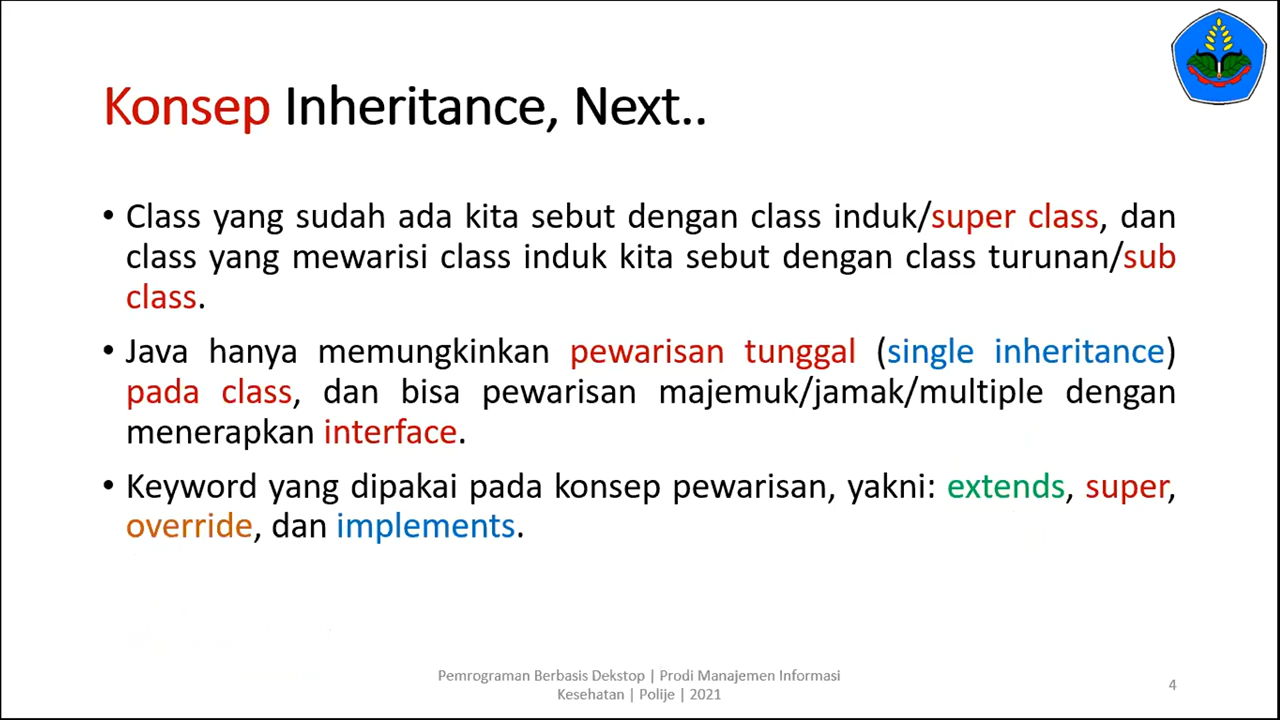 Konsep Inheritance, Next..
• Class yang sudah ada kita sebut dengan class induk/super class, dan
class yang mewarisi class induk kita sebut dengan class turunan/sub
class.
• Java hanya memungkinkan pewarisan tunggal (single inheritance)
pada class, dan bisa pewarisan majemuk/jamak/multiple dengan
menerapkan interface.
• Keyword yang dipakai pada konsep pewarisan, yakni: extends, super,
override, dan implements.
Pemrograman Berbasis Dekstop | Prodi Manajemen Informasi
Kesehatan | Polije | 2021
4